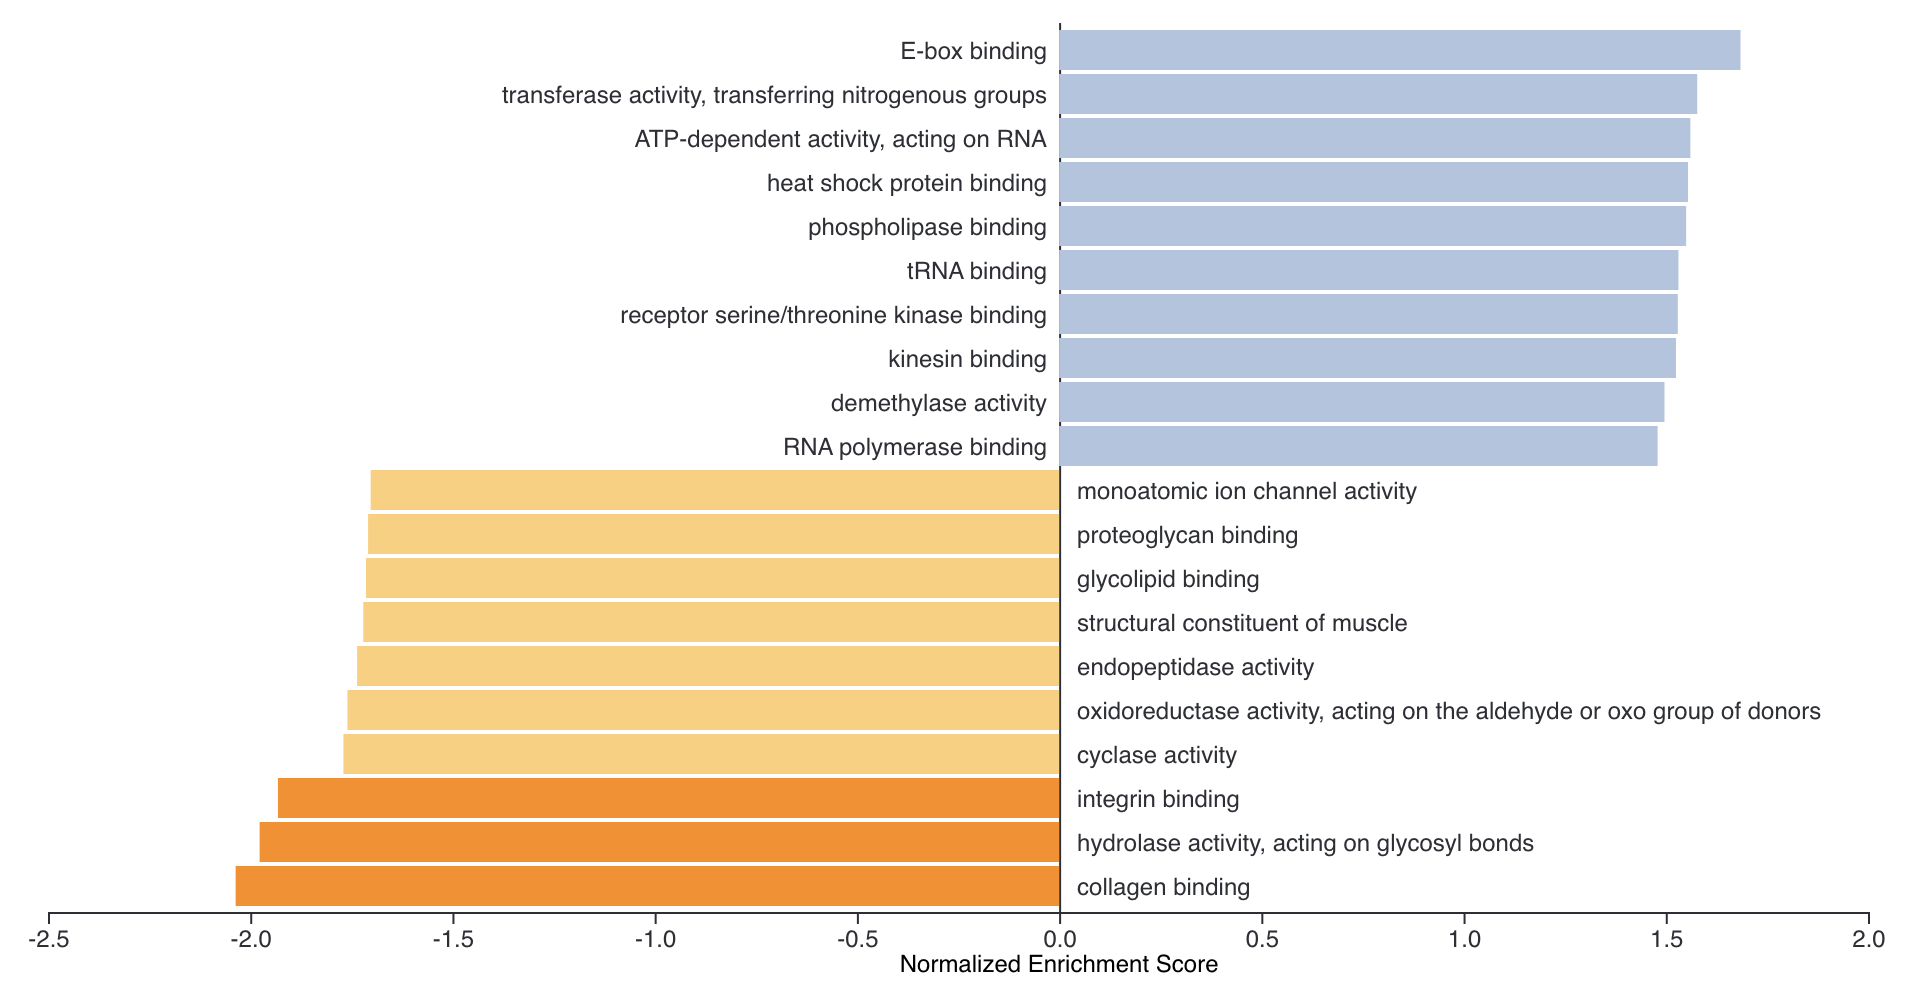 E-box binding
transferase activity, transferring nitrogenous groups
ATP-dependent activity, acting on RNA
heat shock protein binding
phospholipase binding
tRNA binding
receptor serine/threonine kinase binding
kinesin binding
demethylase activity
RNA polymerase binding
monoatomic ion channel activity
proteoglycan binding
glycolipid binding
structural constituent of muscle
endopeptidase activity
oxidoreductase activity, acting on the aldehyde or oxo group of donors
cyclase activity
integrin binding
hydrolase activity, acting on glycosyl bonds
collagen binding
-2.5 -2.0 -1.5 -1.0 -0.5 0.0 0.5 1.0 1.5 2.0
Normalized Enrichment Score